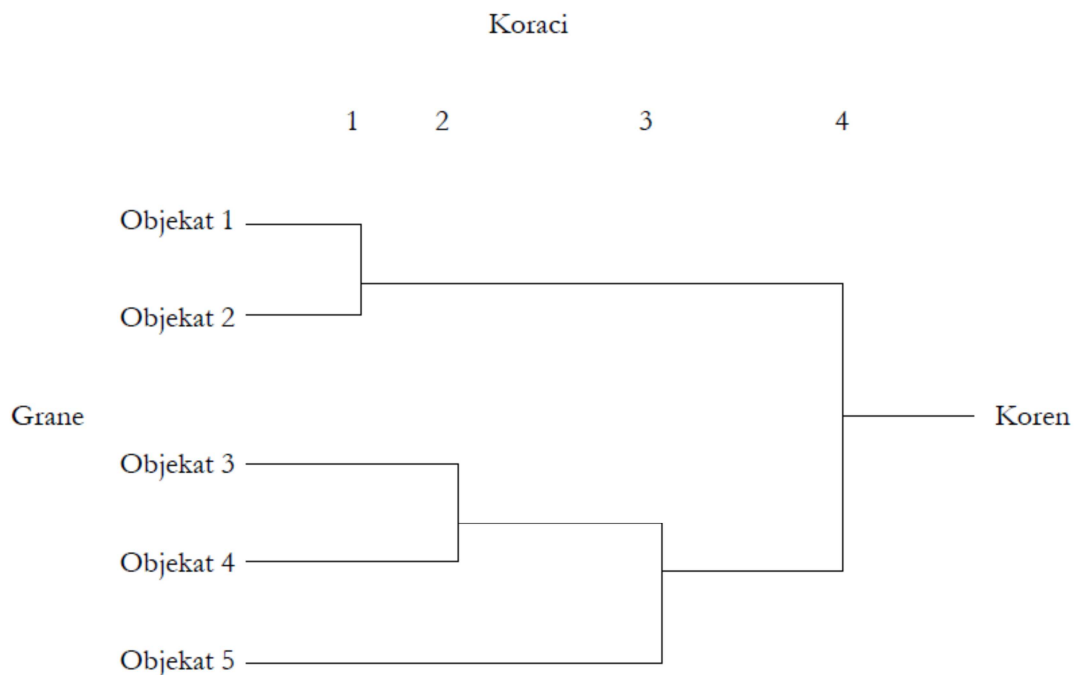 Koraci
1 2 3 4
Objekat 1
Objekat 2
Grane
Koren
Objekat 3
Objekat 4
Objekat 5